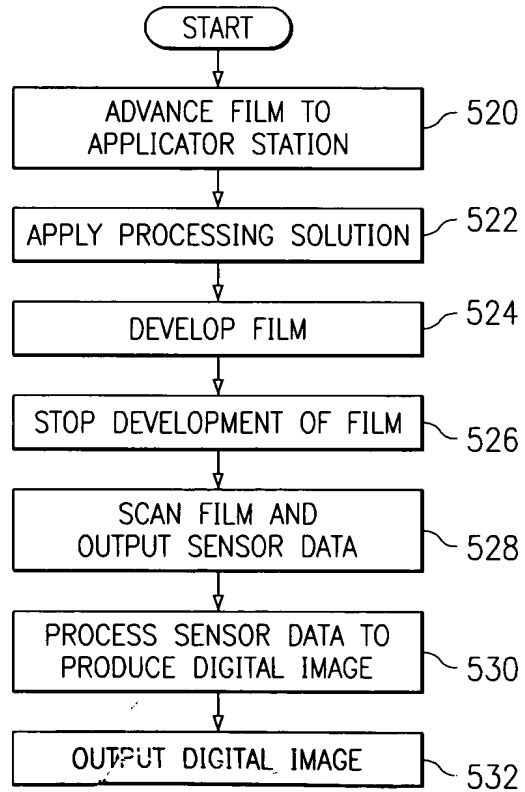 START
ADVANCE FILM TO
APPLICATOR STATION
520
APPLY PROCESSING SOLUTION
522
DEVELOP FILM
524
STOP DEVELOPMENT OF FILM
526
SCAN FILM AND
OUTPUT SENSOR DATA
528
PROCESS SENSOR DATA TO
PRODUCE DIGITAL IMAGE
530
OUTPUT DIGITAL IMAGE
532